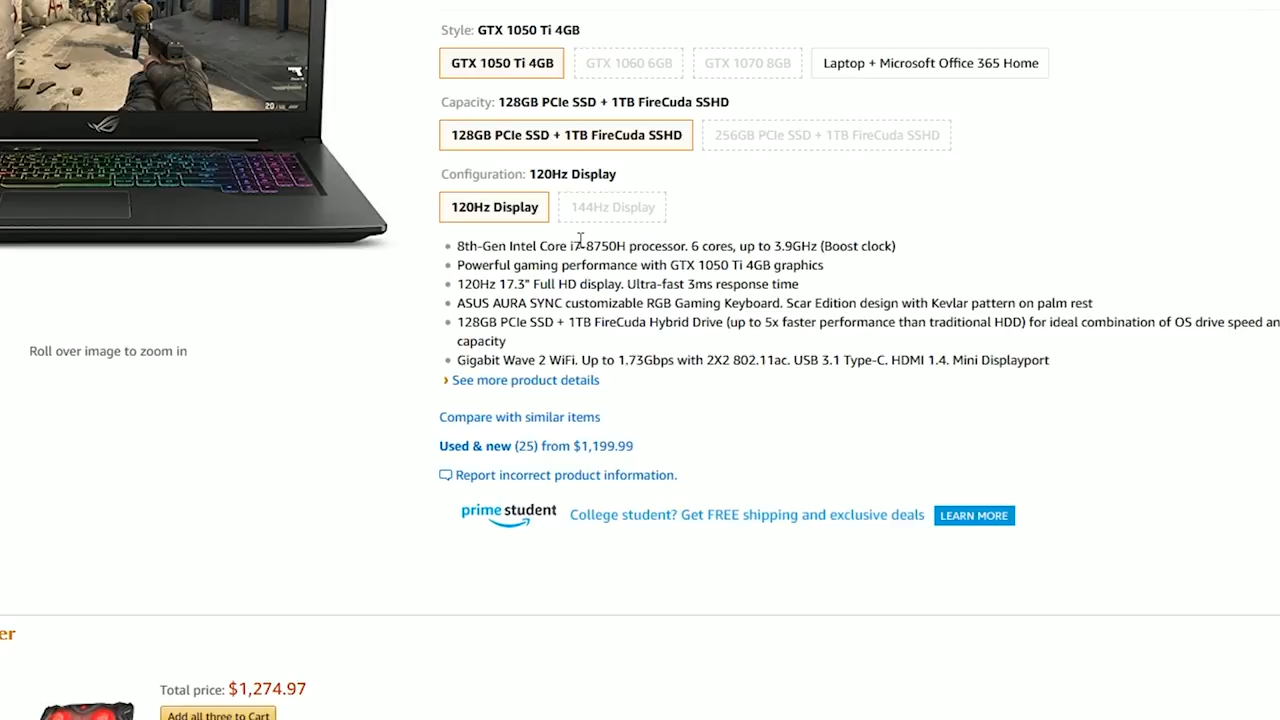 Style: GTX 1050 Ti 4GB
GTX 1050 Ti 4GB GTX 1060 6GB GTX 1070 8GB Laptop + Microsoft Office 365 Home
Capacity: 128GB PCIe SSD + 1TB FireCuda SSHD
128GB PCIe SSD + 1TB FireCuda SSHD 256GB PCIe SSD + 1TB FireCuda SSHD
Configuration: 120Hz Display
120Hz Display 144Hz Display
8th-Gen Intel Core i7-8750H processor. 6 cores, up to 3.9GHz (Boost clock)
Powerful gaming performance with GTX 1050 Ti 4GB graphics
120Hz 17.3” Full HD display. Ultra-fast 3ms response time
ASUS AURA SYNC customizable RGB Gaming Keyboard. Scar Edition design with Kevlar pattern on palm rest
128GB PCIe SSD + 1TB FireCuda Hybrid Drive (up to 5x faster performance than traditional HDD) for ideal combination of OS drive speed an
capacity
Gigabit Wave 2 WiFi. Up to 1.73Gbps with 2X2 802.11ac. USB 3.1 Type-C. HDMI 1.4. Mini Displayport
› See more product details
Roll over image to zoom in
Compare with similar items
Used & new (25) from $1,199.99
Report incorrect product information.
prime student College student? Get FREE shipping and exclusive deals LEARN MORE
er
Total price: $1,274.97
Add all three to Cart